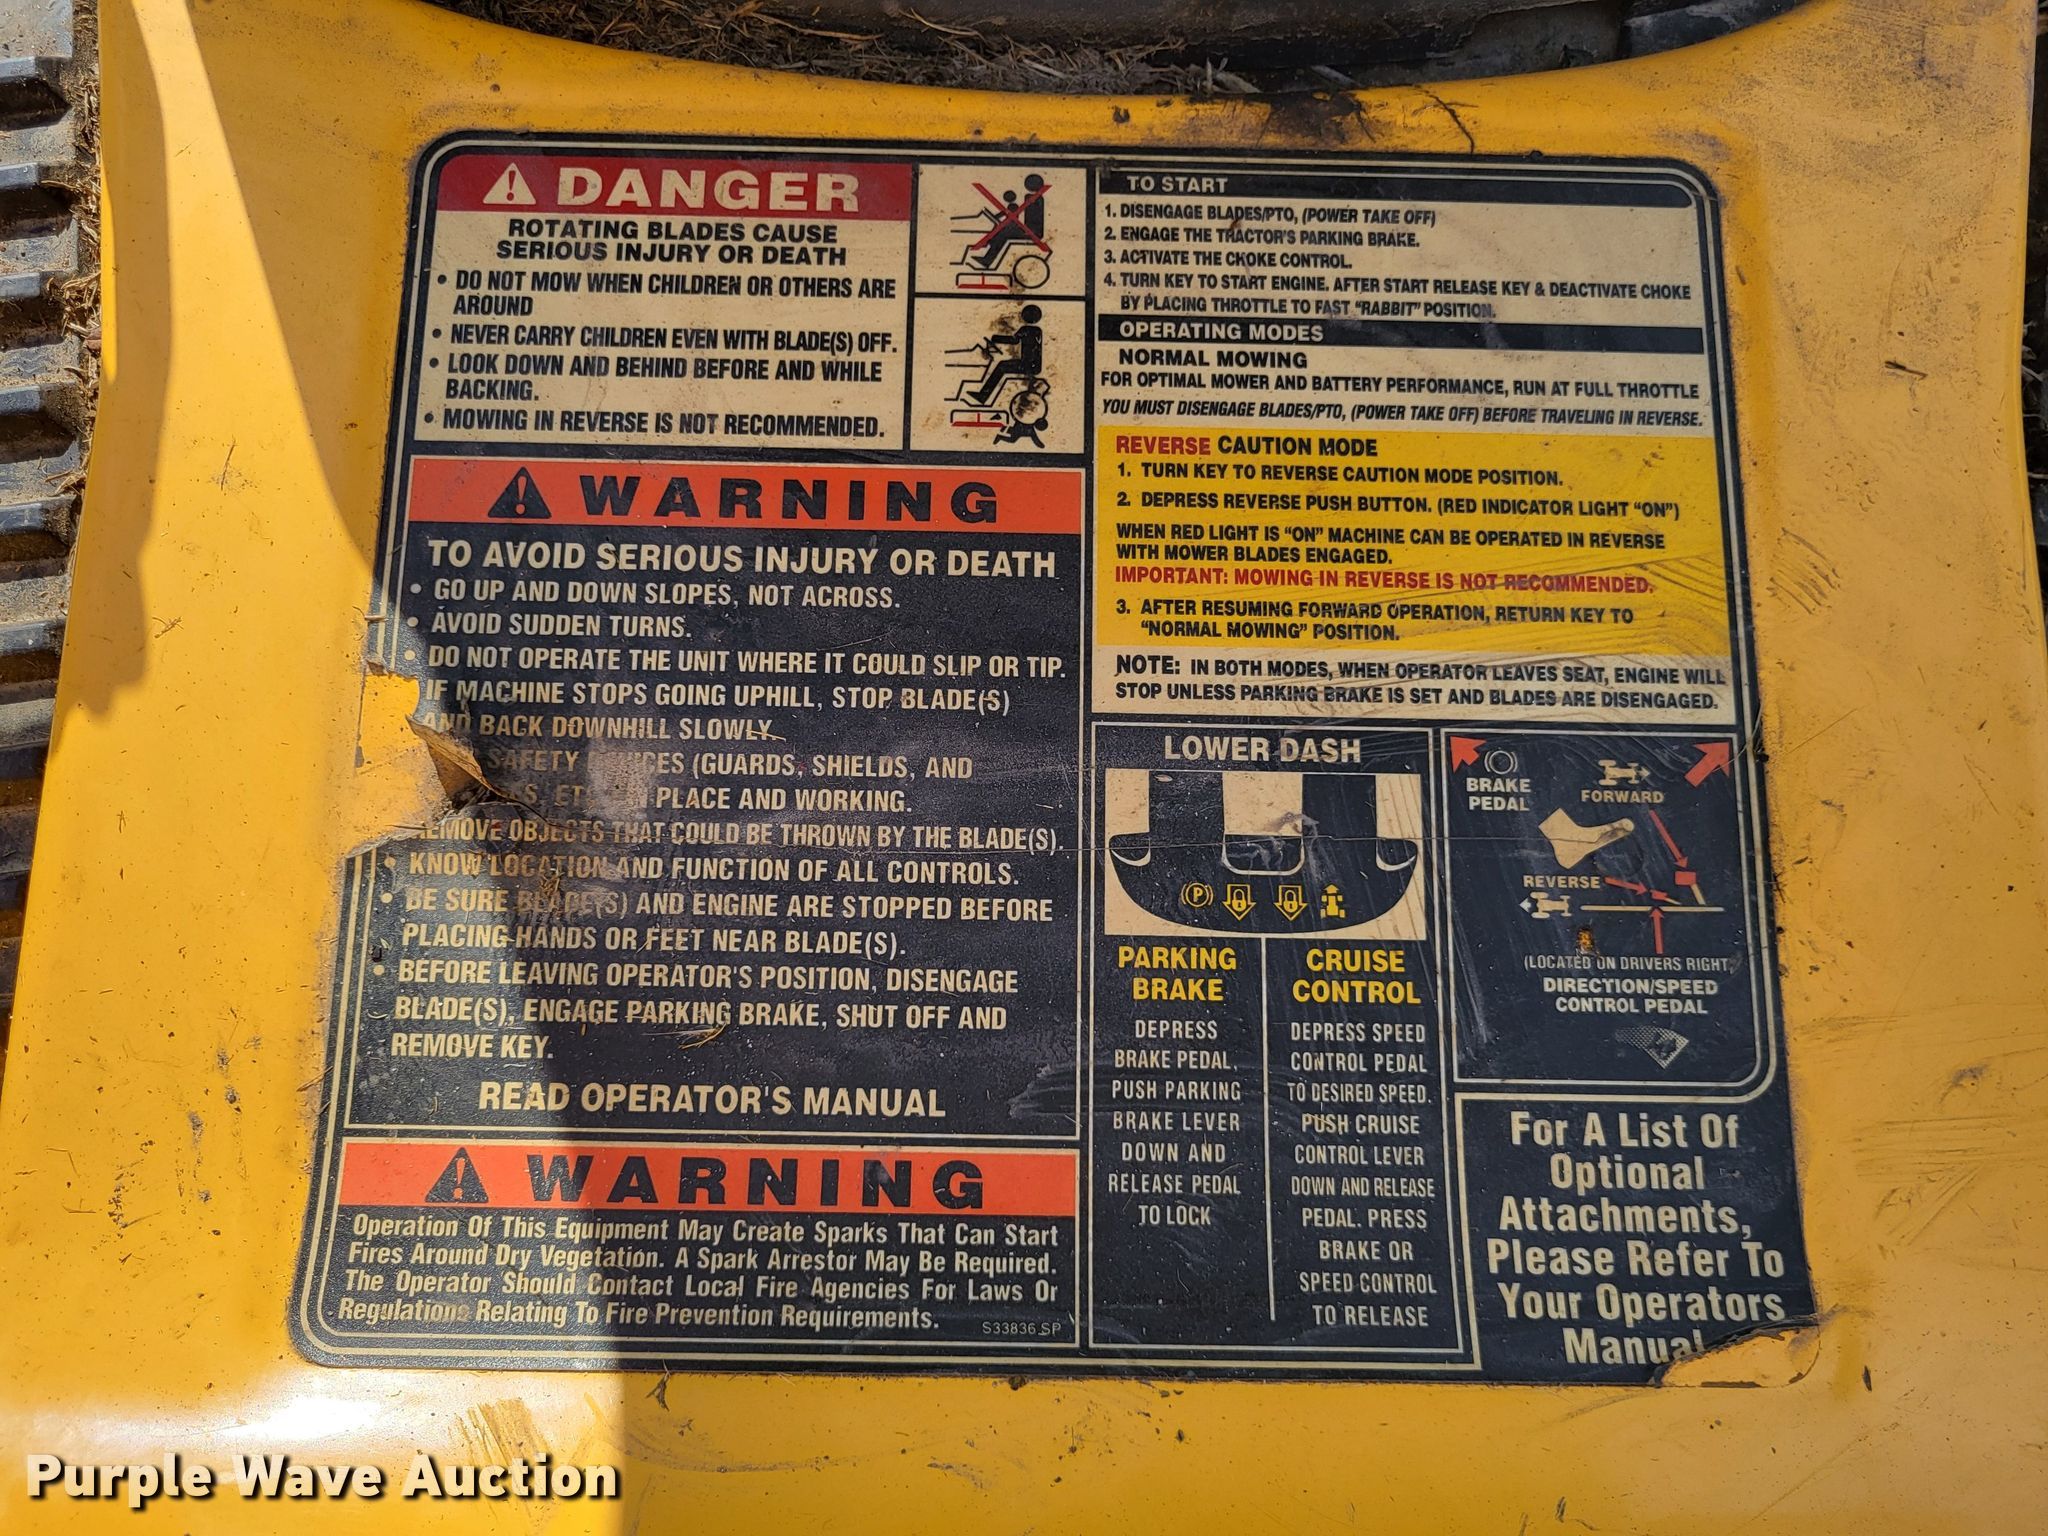 DANGER
ROTATING BLADES CAUSE
SERIOUS INJURY OR DEATH
• DO NOT MOW WHEN CHILDREN OR OTHERS ARE
AROUND
• NEVER CARRY CHILDREN EVEN WITH BLADE(S) OFF.
• LOOK DOWN AND BEHIND BEFORE AND WHILE
BACKING.
• MOWING IN REVERSE IS NOT RECOMMENDED.
WARNING
TO AVOID SERIOUS INJURY OR DEATH
• GO UP AND DOWN SLOPES, NOT ACROSS.
• AVOID SUDDEN TURNS.
• DO NOT OPERATE THE UNIT WHERE IT COULD SLIP OR TIP.
IF MACHINE STOPS GOING UPHILL, STOP BLADE(S)
AND BACK DOWNHILL SLOWLY.
SAFETY (GUARDS, SHIELDS, AND
PLACE AND WORKING.
OBJECTS THAT COULD BE THROWN BY THE BLADE(S).
• KNOW LOCATION AND FUNCTION OF ALL CONTROLS.
• BE SURE BLADE(S) AND ENGINE ARE STOPPED BEFORE
PLACING HANDS OR FEET NEAR BLADE(S).
• BEFORE LEAVING OPERATOR'S POSITION, DISENGAGE
BLADE(S), ENGAGE PARKING BRAKE, SHUT OFF AND
REMOVE KEY.
READ OPERATOR'S MANUAL
WARNING
Operation Of This Equipment May Create Sparks That Can Start
Fires Around Dry Vegetation. A Spark Arrestor May Be Required.
The Operator Should Contact Local Fire Agencies For Laws Or
Regulations Relating To Fire Prevention Requirements.
S33836 SP
TO START
1. DISENGAGE BLADES/PTO, (POWER TAKE OFF)
2. ENGAGE THE TRACTOR'S PARKING BRAKE.
3. ACTIVATE THE CHOKE CONTROL.
4. TURN KEY TO START ENGINE. AFTER START RELEASE KEY & DEACTIVATE CHOKE
BY PLACING THROTTLE TO FAST "RABBIT" POSITION.
OPERATING MODES
NORMAL MOWING
FOR OPTIMAL MOWER AND BATTERY PERFORMANCE, RUN AT FULL THROTTLE
YOU MUST DISENGAGE BLADES/PTO, (POWER TAKE OFF) BEFORE TRAVELING IN REVERSE.
REVERSE CAUTION MODE
1. TURN KEY TO REVERSE CAUTION MODE POSITION.
2. DEPRESS REVERSE PUSH BUTTON. (RED INDICATOR LIGHT "ON")
WHEN RED LIGHT IS "ON" MACHINE CAN BE OPERATED IN REVERSE
WITH MOWER BLADES ENGAGED.
IMPORTANT: MOWING IN REVERSE IS NOT RECOMMENDED.
3. AFTER RESUMING FORWARD OPERATION, RETURN KEY TO
"NORMAL MOWING" POSITION.
NOTE: IN BOTH MODES, WHEN OPERATOR LEAVES SEAT, ENGINE WILL
STOP UNLESS PARKING BRAKE IS SET AND BLADES ARE DISENGAGED.
LOWER DASH
P
PARKING
BRAKE
DEPRESS
BRAKE PEDAL,
PUSH PARKING
BRAKE LEVER
DOWN AND
RELEASE PEDAL
TO LOCK
CRUISE
CONTROL
DEPRESS SPEED
CONTROL PEDAL
TO DESIRED SPEED.
PUSH CRUISE
CONTROL LEVER
DOWN AND RELEASE
PEDAL. PRESS
BRAKE OR
SPEED CONTROL
TO RELEASE
BRAKE
PEDAL
FORWARD
REVERSE
(LOCATED ON DRIVERS RIGHT)
DIRECTION/SPEED
CONTROL PEDAL
For A List Of
Optional
Attachments,
Please Refer To
Your Operators
Manual
Purple Wave Auction